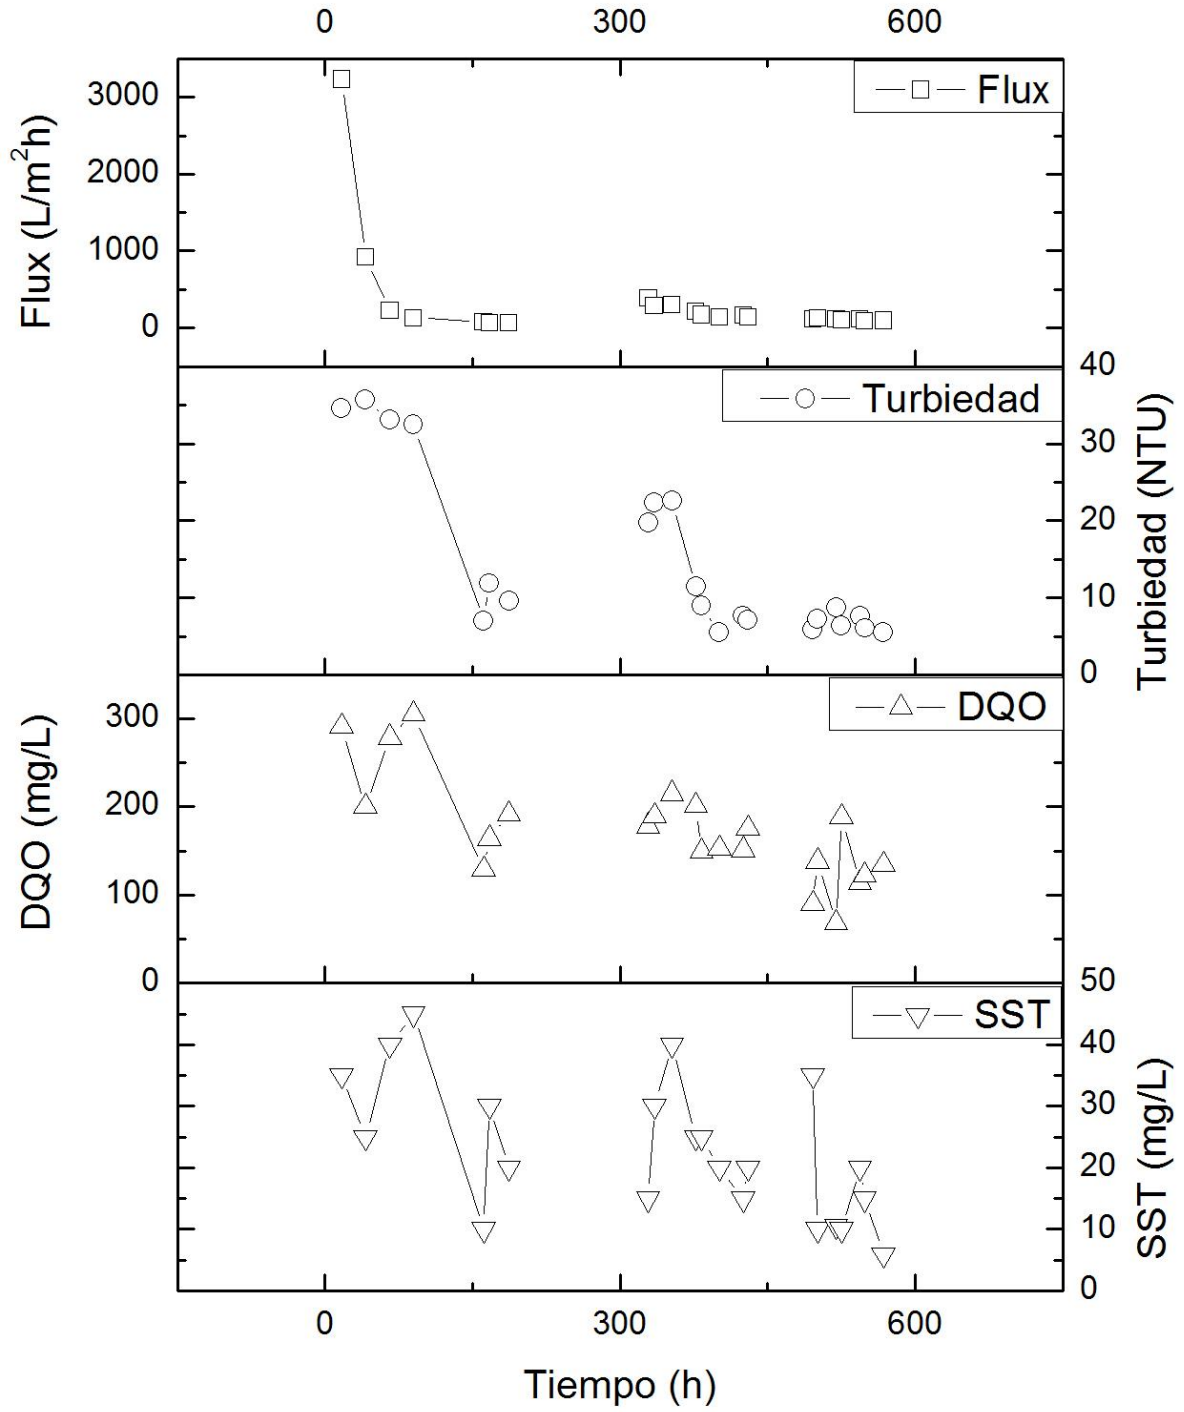 0 300 600
Flux
3000
2000
1000
0
Flux (L/m²h)
Turbiedad
40
30
20
10
0
Turbiedad (NTU)
DQO
300
200
100
0
DQO (mg/L)
SST
50
40
30
20
10
0
SST (mg/L)
0 300 600
Tiempo (h)